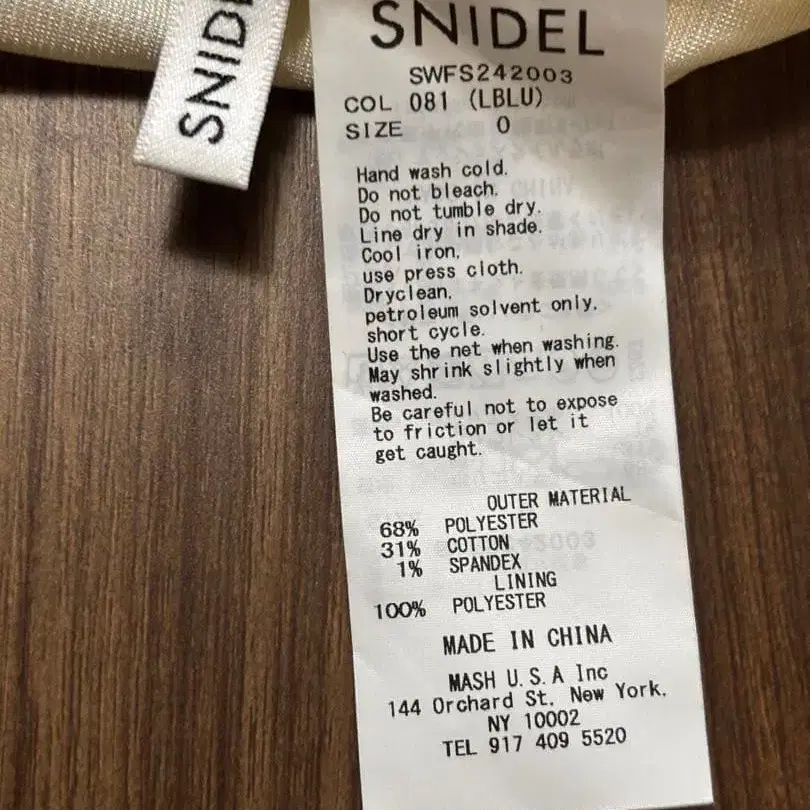 SNIDEL
SNIDEL
SWFS242003
COL 081 (LBLU)
SIZE 0
Hand wash cold.
Do not bleach.
Do not tumble dry.
Line dry in shade.
Cool iron,
use press cloth.
Dryclean,
petroleum solvent only,
short cycle.
Use the net when washing.
May shrink slightly when
washed.
Be careful not to expose
to friction or let it
get caught.
OUTER MATERIAL
68% POLYESTER
31% COTTON
1% SPANDEX
LINING
100% POLYESTER
MADE IN CHINA
MASH U.S.A Inc
144 Orchard St. New York,
NY 10002
TEL 917 409 5520